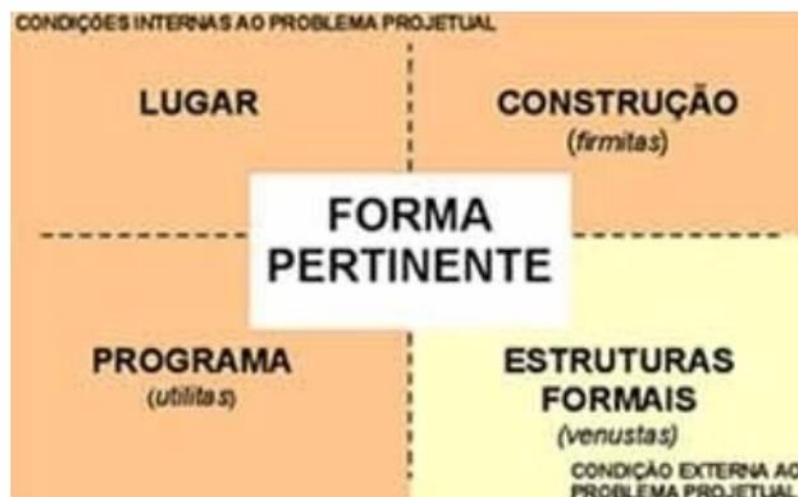 CONDIÇÕES INTERNAS AO PROBLEMA PROJETUAL
LUGAR
CONSTRUÇÃO
(firmitas)
FORMA
PERTINENTE
PROGRAMA
(utilitas)
ESTRUTURAS
FORMAIS
(venustas)
CONDIÇÃO EXTERNA AO
PROBLEMA PROJETUAL